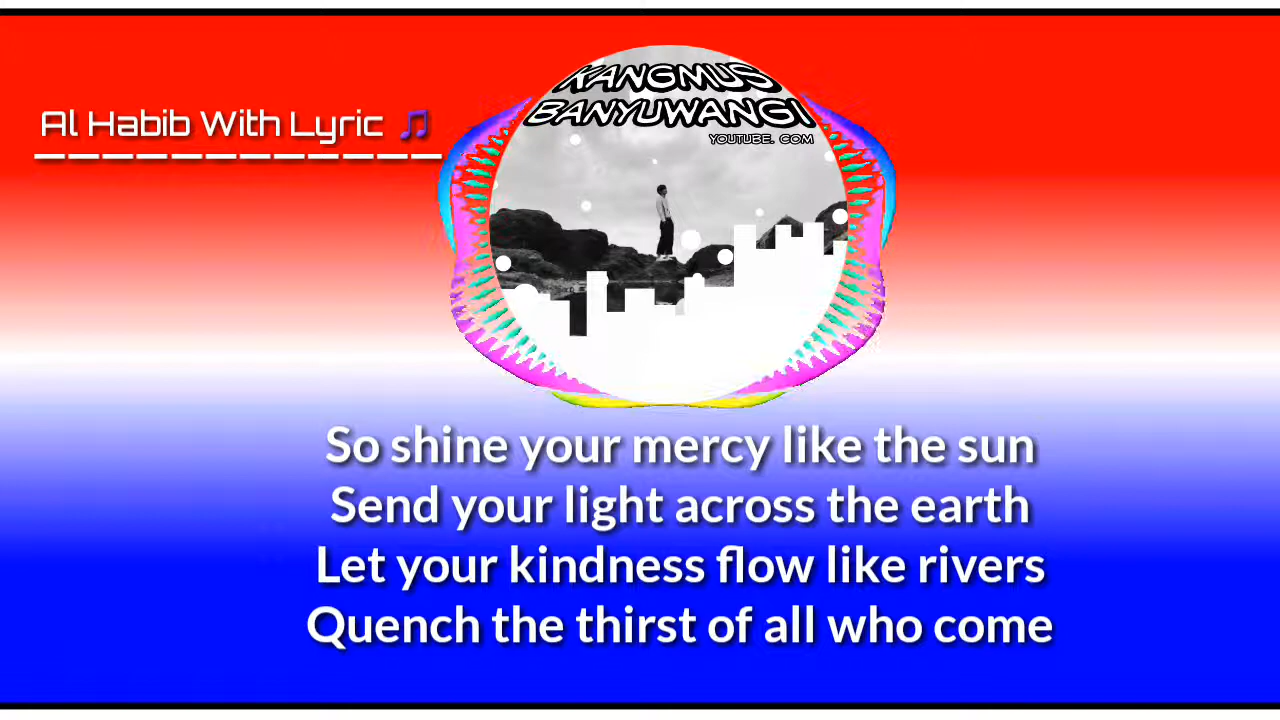 KANGMUS
BANYUWANGI
YOUTUBE. COM
Al Habib With Lyric 🎵
So shine your mercy like the sun
Send your light across the earth
Let your kindness flow like rivers
Quench the thirst of all who come